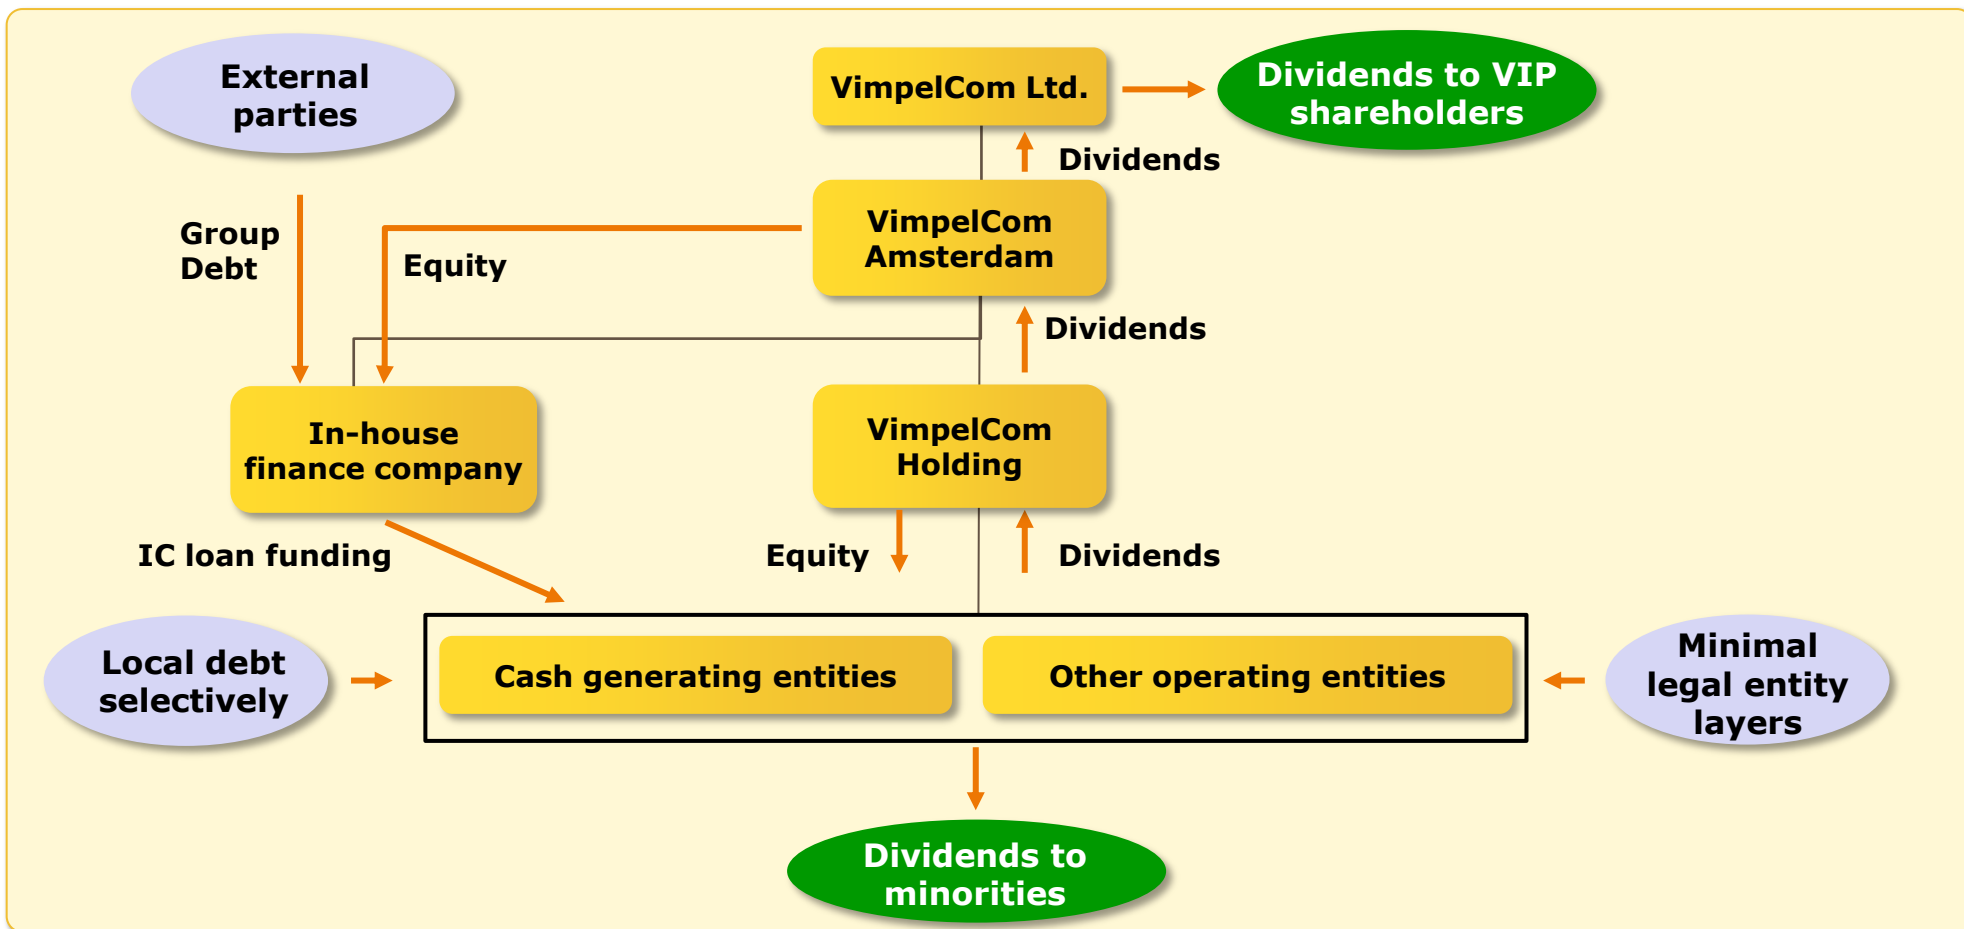 External
parties
VimpelCom Ltd.
Dividends to VIP
shareholders
Dividends
Group
Debt
Equity
VimpelCom
Amsterdam
Dividends
In-house
finance company
VimpelCom
Holding
IC loan funding
Equity
Dividends
Local debt
selectively
Cash generating entities
Other operating entities
Minimal
legal entity
layers
Dividends to
minorities